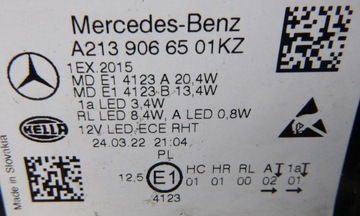 Mercedes-Benz
A213 906 65 01KZ
1EX 2015
MD E1 4123 A 20,4W
MD E1 4123 B 13,4W
1a LED 3,4W
RL LED 8,4W, A LED 0,8W
12V LED ECE RHT
24.03.22 21:04
HELLA
Made in Slovakia
PL
12,5 E1 HC HR RL A 1a
01 01 00 02 01
4123